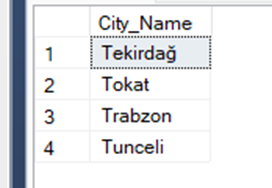 City_Name
1 Tekirdağ
2 Tokat
3 Trabzon
4 Tunceli